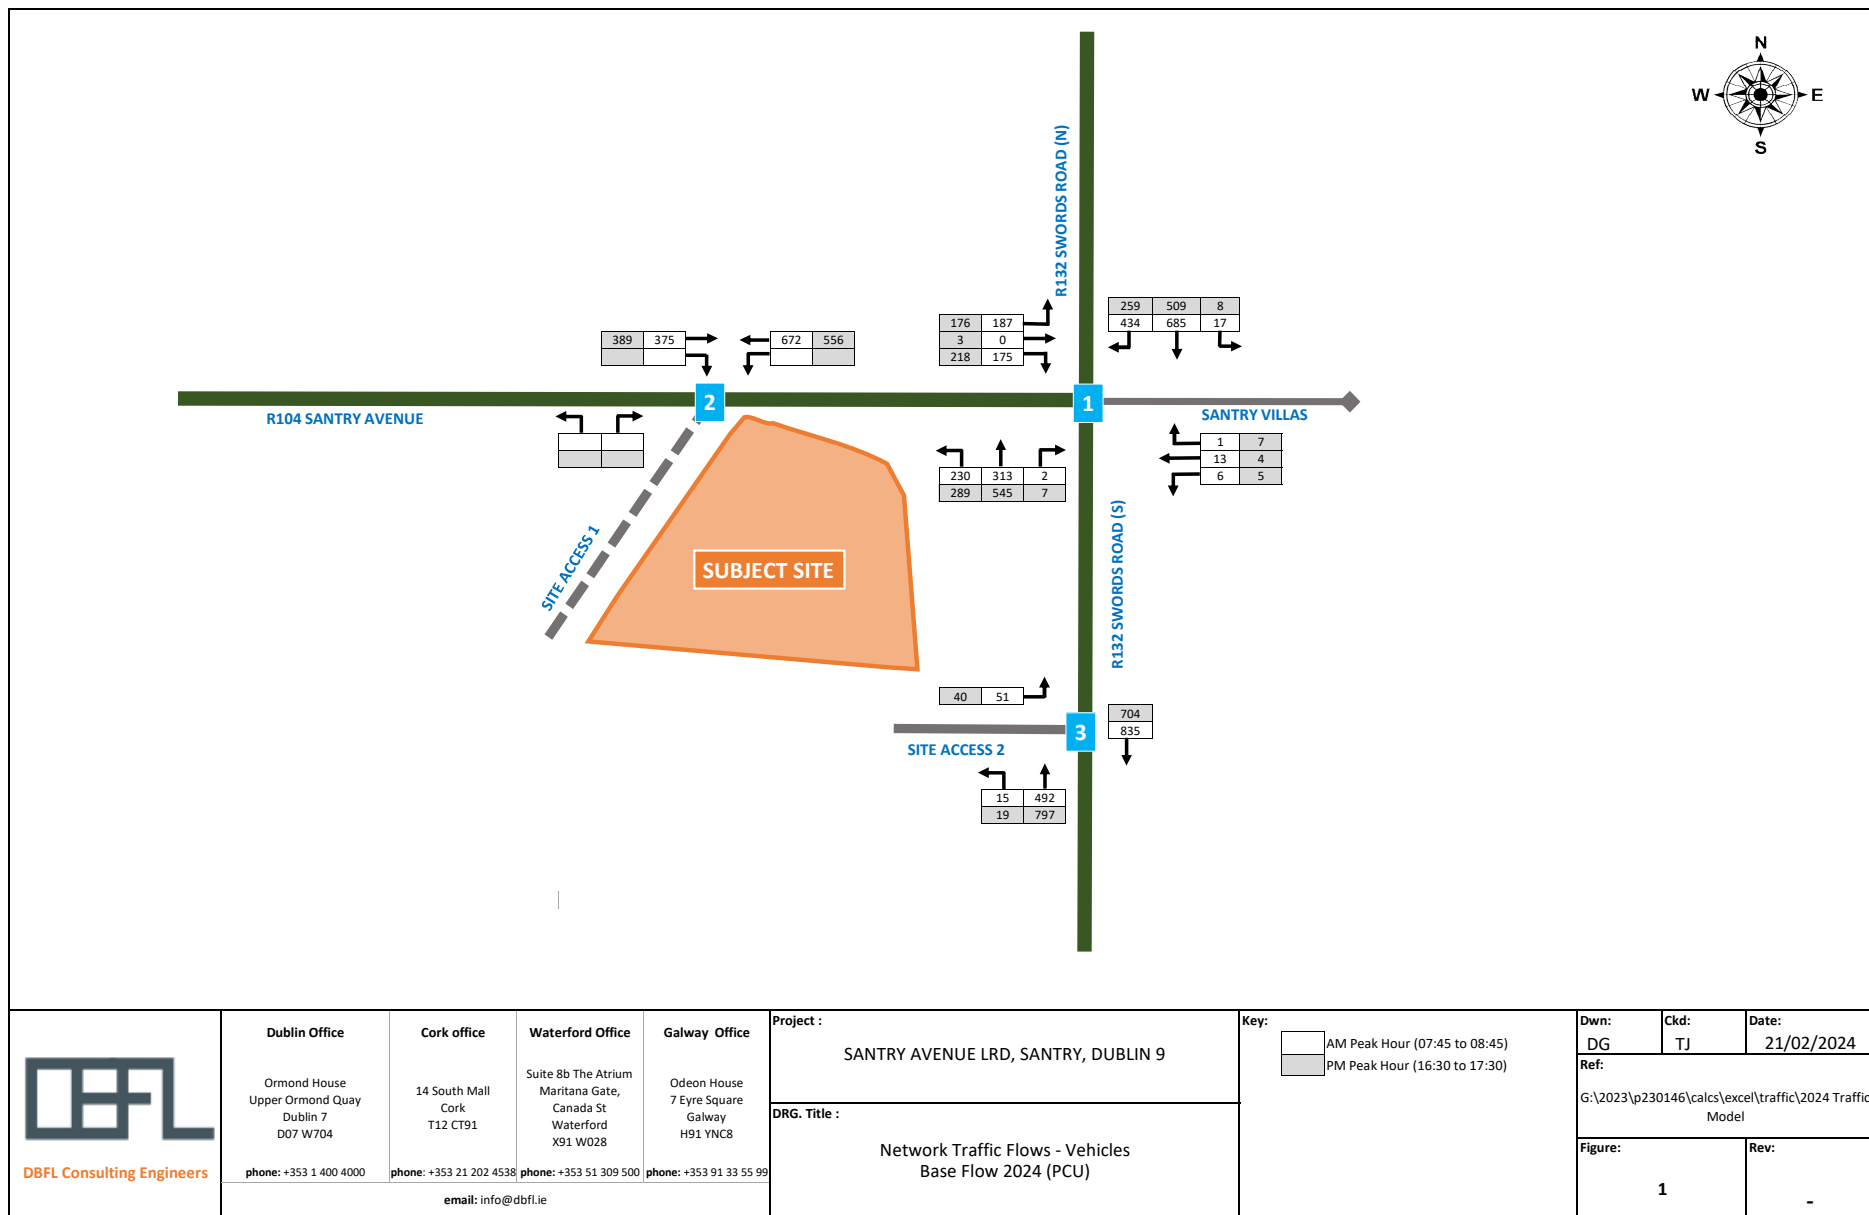 N
W E
S
R132 SWORDS ROAD (N)
259 509 8
434 685 17
176 187
3 0
218 175
389 375
672 556
2
1
R104 SANTRY AVENUE
SANTRY VILLAS
1 7
13 4
6 5
230 313 2
289 545 7
R132 SWORDS ROAD (S)
SITE ACCESS 1
SUBJECT SITE
40 51
704
835
3
SITE ACCESS 2
15 492
19 797
DBFL
DBFL Consulting Engineers
Dublin Office
Ormond House
Upper Ormond Quay
Dublin 7
D07 W704
phone: +353 1 400 4000
Cork office
14 South Mall
Cork
T12 CT91
phone: +353 21 202 4538
Waterford Office
Suite 8b The Atrium
Maritana Gate,
Canada St
Waterford
X91 W028
phone: +353 51 309 500
Galway Office
Odeon House
7 Eyre Square
Galway
H91 YNC8
phone: +353 91 33 55 99
email: info@dbfl.ie
Project :
SANTRY AVENUE LRD, SANTRY, DUBLIN 9
DRG. Title :
Network Traffic Flows - Vehicles
Base Flow 2024 (PCU)
Key:
AM Peak Hour (07:45 to 08:45)
PM Peak Hour (16:30 to 17:30)
Dwn:
DG
Ckd:
TJ
Date:
21/02/2024
Ref:
G:\2023\p230146\calcs\excel\traffic\2024 Traffic
Model
Figure:
1
Rev:
-